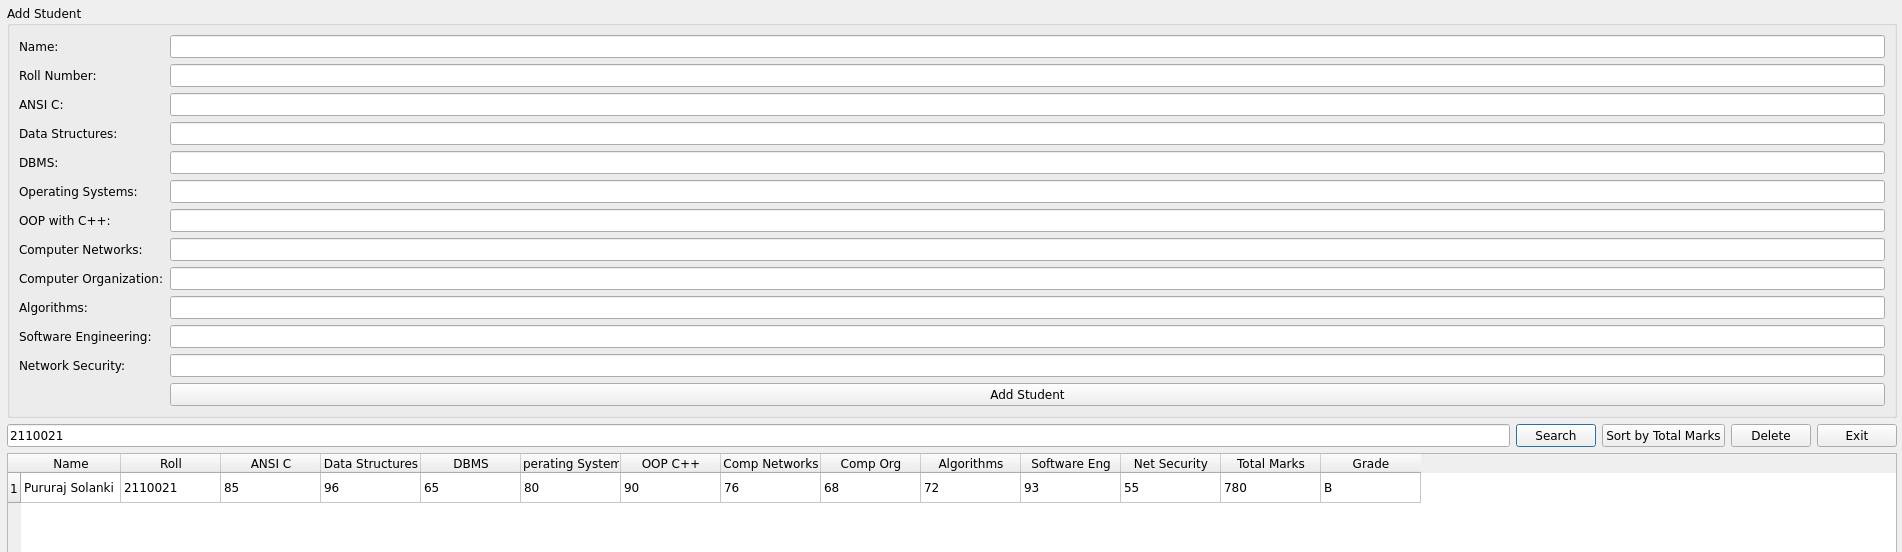 Add Student
Name:
Roll Number:
ANSI C:
Data Structures:
DBMS:
Operating Systems:
OOP with C++:
Computer Networks:
Computer Organization:
Algorithms:
Software Engineering:
Network Security:
Add Student
2110021 Search Sort by Total Marks Delete Exit
Name Roll ANSI C Data Structures DBMS perating System OOP C++ Comp Networks Comp Org Algorithms Software Eng Net Security Total Marks Grade
1 Pururaj Solanki 2110021 85 96 65 80 90 76 68 72 93 55 780 B